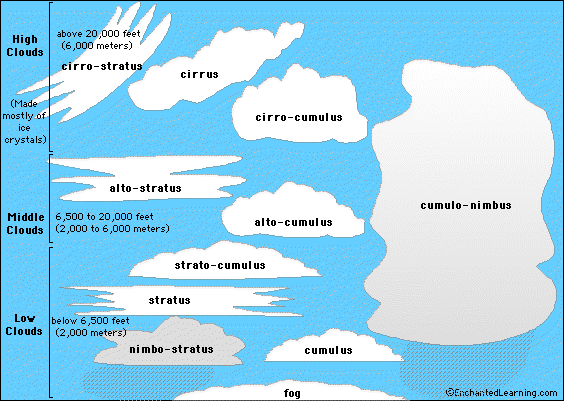 High
Clouds
above 20,000 feet
(6,000 meters)
cirro-stratus
cirrus
(Made
mostly of
ice
crystals)
cirro-cumulus
alto-stratus
Middle
Clouds
6,500 to 20,000 feet
(2,000 to 6,000 meters)
alto-cumulus
cumulo-nimbus
strato-cumulus
stratus
Low
Clouds
below 6,500 feet
(2,000 meters)
nimbo-stratus
cumulus
fog
©EnchantedLearning.com